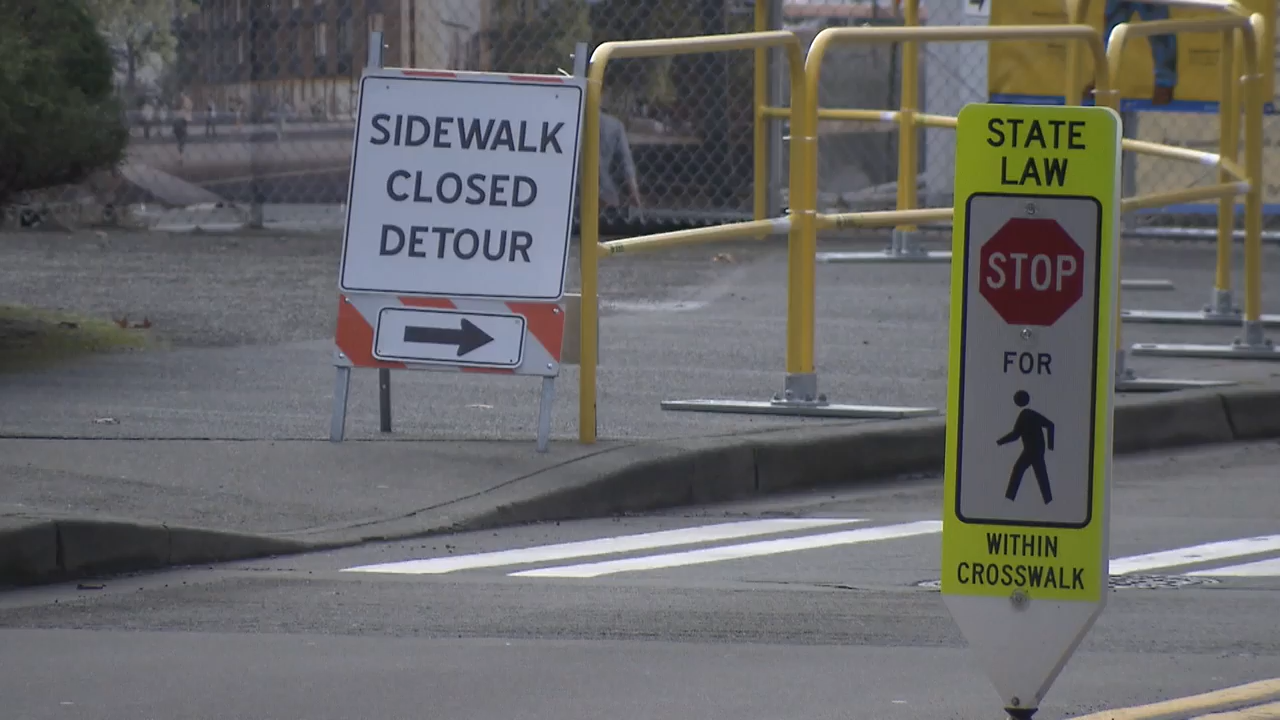 SIDEWALK
CLOSED
DETOUR
STATE
LAW
STOP
FOR
WITHIN
CROSSWALK